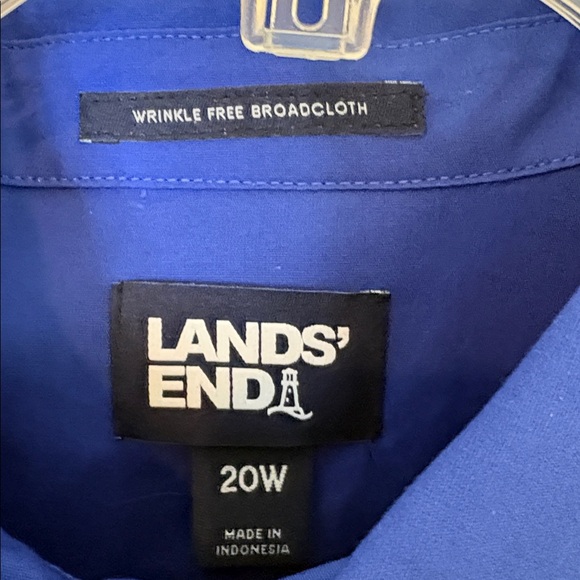 WRINKLE FREE BROADCLOTH
LANDS'
END
20W
MADE IN
INDONESIA